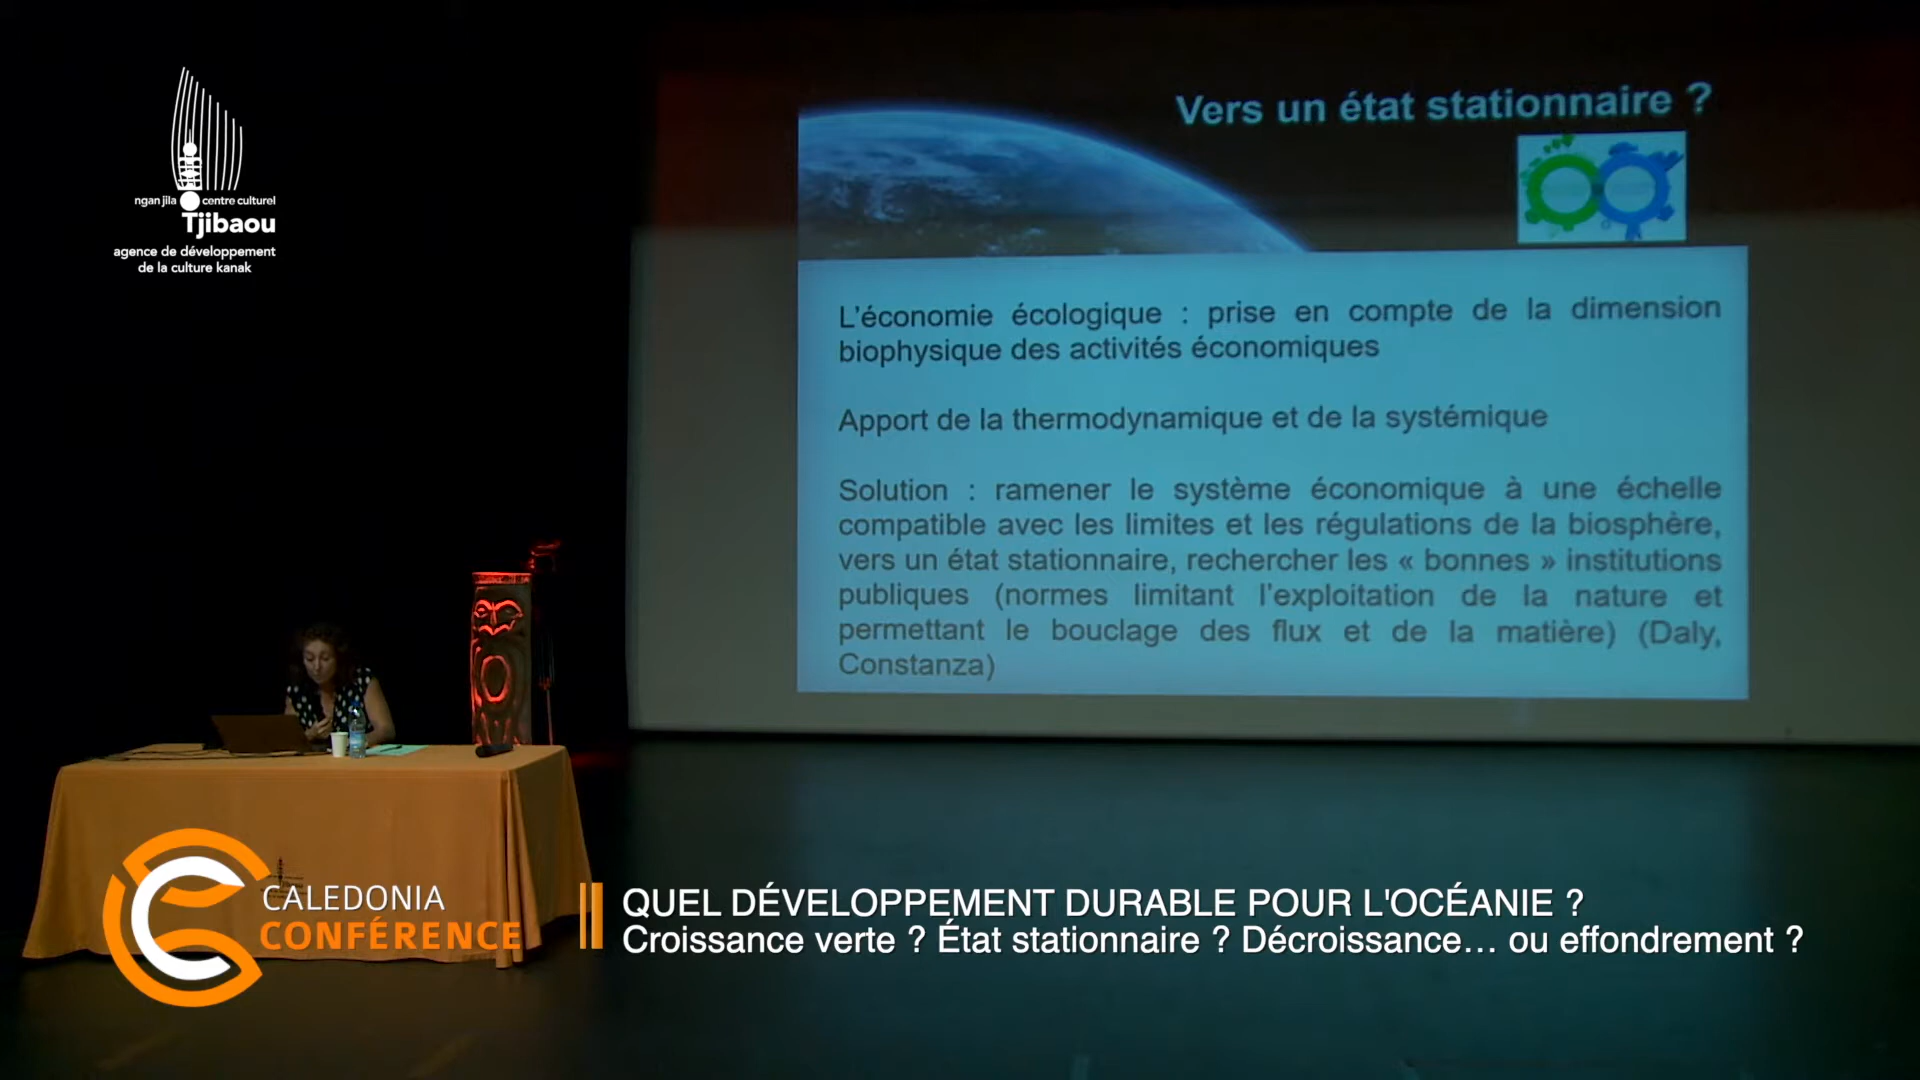 ngan jila centre culturel
Tjibaou
agence de développement
de la culture kanak
Vers un état stationnaire ?
L'économie écologique : prise en compte de la dimension
biophysique des activités économiques
Apport de la thermodynamique et de la systémique
Solution : ramener le système économique à une échelle
compatible avec les limites et les régulations de la biosphère,
vers un état stationnaire, rechercher les « bonnes » institutions
publiques (normes limitant l'exploitation de la nature et
permettant le bouclage des flux et de la matière) (Daly,
Constanza)
CALEDONIA
CONFÉRENCE
QUEL DÉVELOPPEMENT DURABLE POUR L'OCÉANIE ?
Croissance verte ? État stationnaire ? Décroissance... ou effondrement ?